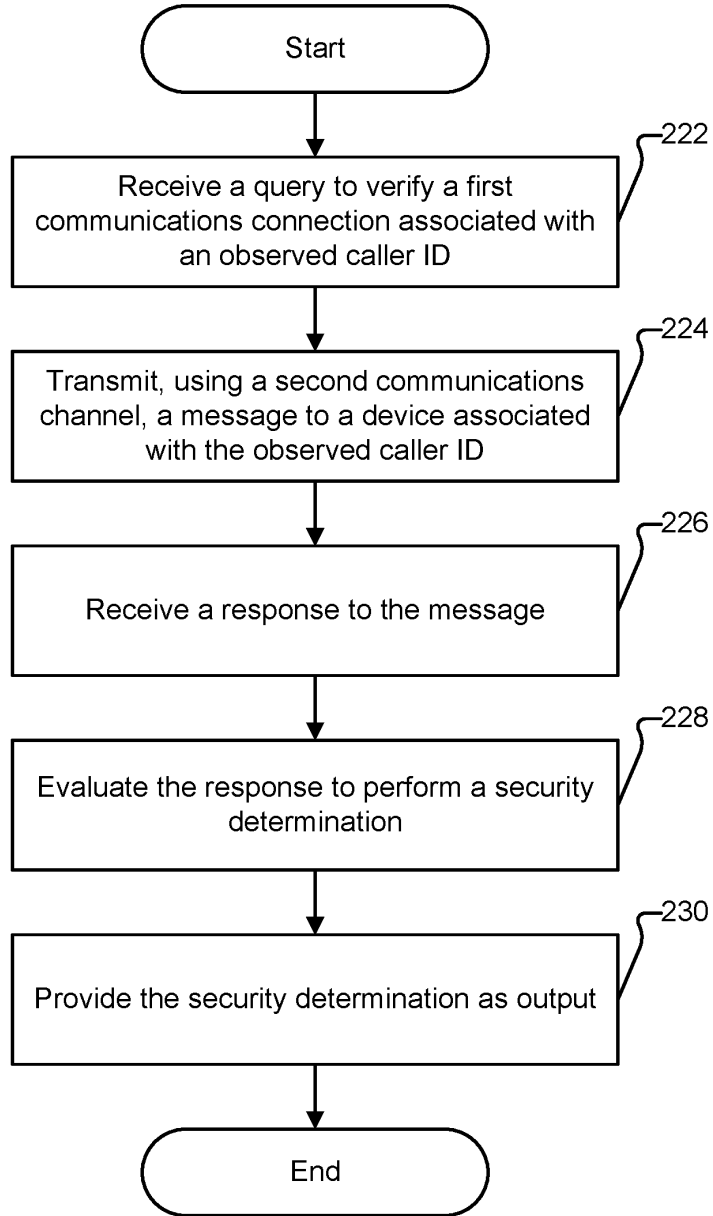 Start
222
Receive a query to verify a first
communications connection associated with
an observed caller ID
224
Transmit, using a second communications
channel, a message to a device associated
with the observed caller ID
226
Receive a response to the message
228
Evaluate the response to perform a security
determination
230
Provide the security determination as output
End